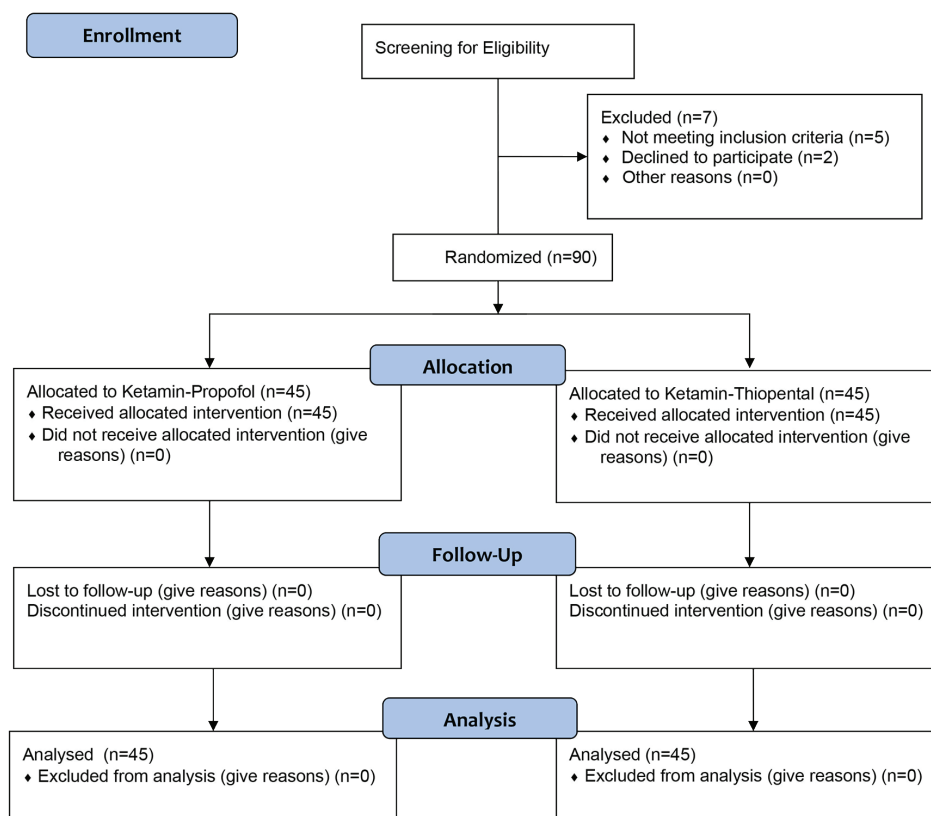 Enrollment
Screening for Eligibility
Excluded (n=7)
♦ Not meeting inclusion criteria (n=5)
♦ Declined to participate (n=2)
♦ Other reasons (n=0)
Randomized (n=90)
Allocation
Allocated to Ketamin-Propofol (n=45)
♦ Received allocated intervention (n=45)
♦ Did not receive allocated intervention (give
reasons) (n=0)
Allocated to Ketamin-Thiopental (n=45)
♦ Received allocated intervention (n=45)
♦ Did not receive allocated intervention (give
reasons) (n=0)
Follow-Up
Lost to follow-up (give reasons) (n=0)
Discontinued intervention (give reasons) (n=0)
Lost to follow-up (give reasons) (n=0)
Discontinued intervention (give reasons) (n=0)
Analysis
Analysed (n=45)
♦ Excluded from analysis (give reasons) (n=0)
Analysed (n=45)
♦ Excluded from analysis (give reasons) (n=0)